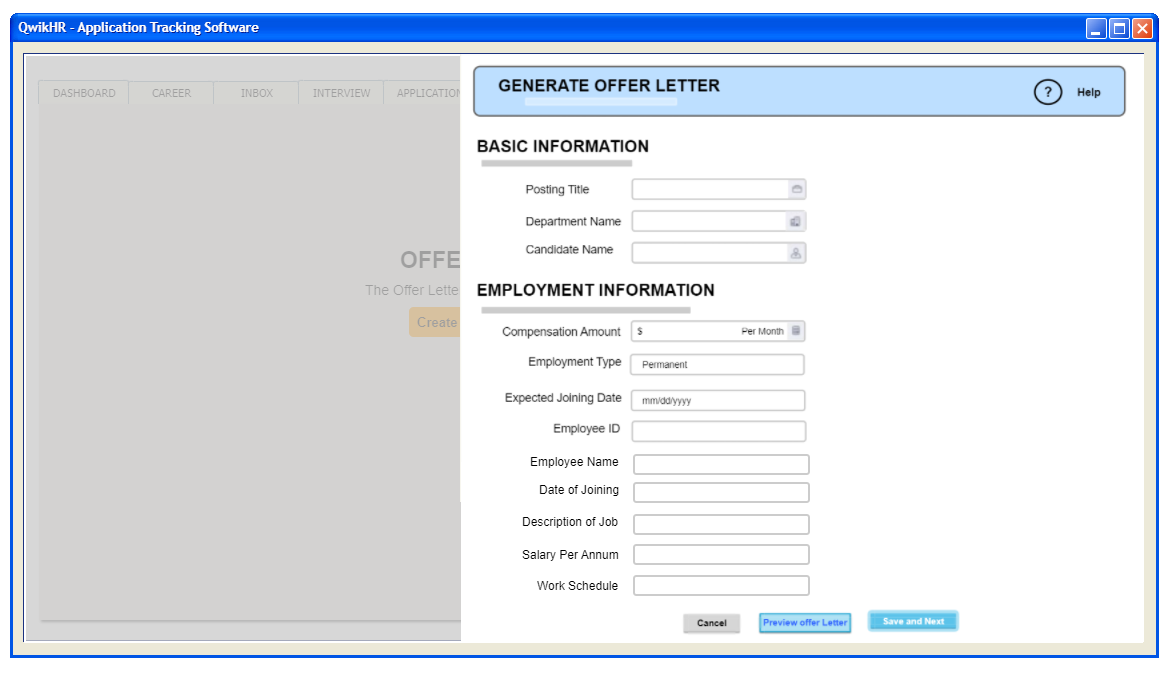 QwikHR - Application Tracking Software
DASHBOARD CAREER INBOX INTERVIEW APPLICATION
GENERATE OFFER LETTER
? Help
BASIC INFORMATION
Posting Title
Department Name
Candidate Name
OFFE
The Offer Lette
Create
EMPLOYMENT INFORMATION
Compensation Amount $ Per Month
Employment Type Permanent
Expected Joining Date mm/dd/yyyy
Employee ID
Employee Name
Date of Joining
Description of Job
Salary Per Annum
Work Schedule
Cancel Preview offer Letter Save and Next